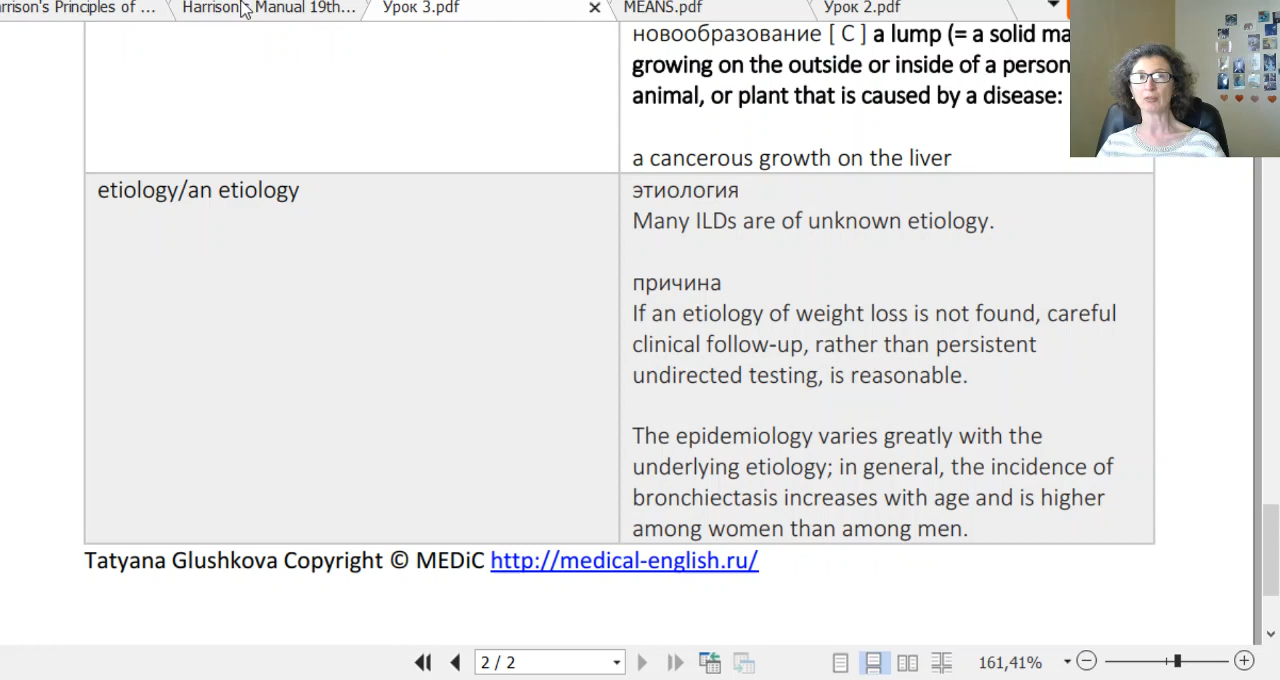 rrison's Principles of ... Harrison's Manual 19th... Урок 3.pdf MEANS.pdf Урок 2.pdf
новообразование [ C ] a lump (= a solid ma
growing on the outside or inside of a person
animal, or plant that is caused by a disease:
a cancerous growth on the liver
etiology/an etiology
этиология
Many ILDs are of unknown etiology.
причина
If an etiology of weight loss is not found, careful
clinical follow-up, rather than persistent
undirected testing, is reasonable.
The epidemiology varies greatly with the
underlying etiology; in general, the incidence of
bronchiectasis increases with age and is higher
among women than among men.
Tatyana Glushkova Copyright © MEDiC http://medical-english.ru/
2 / 2 161,41%